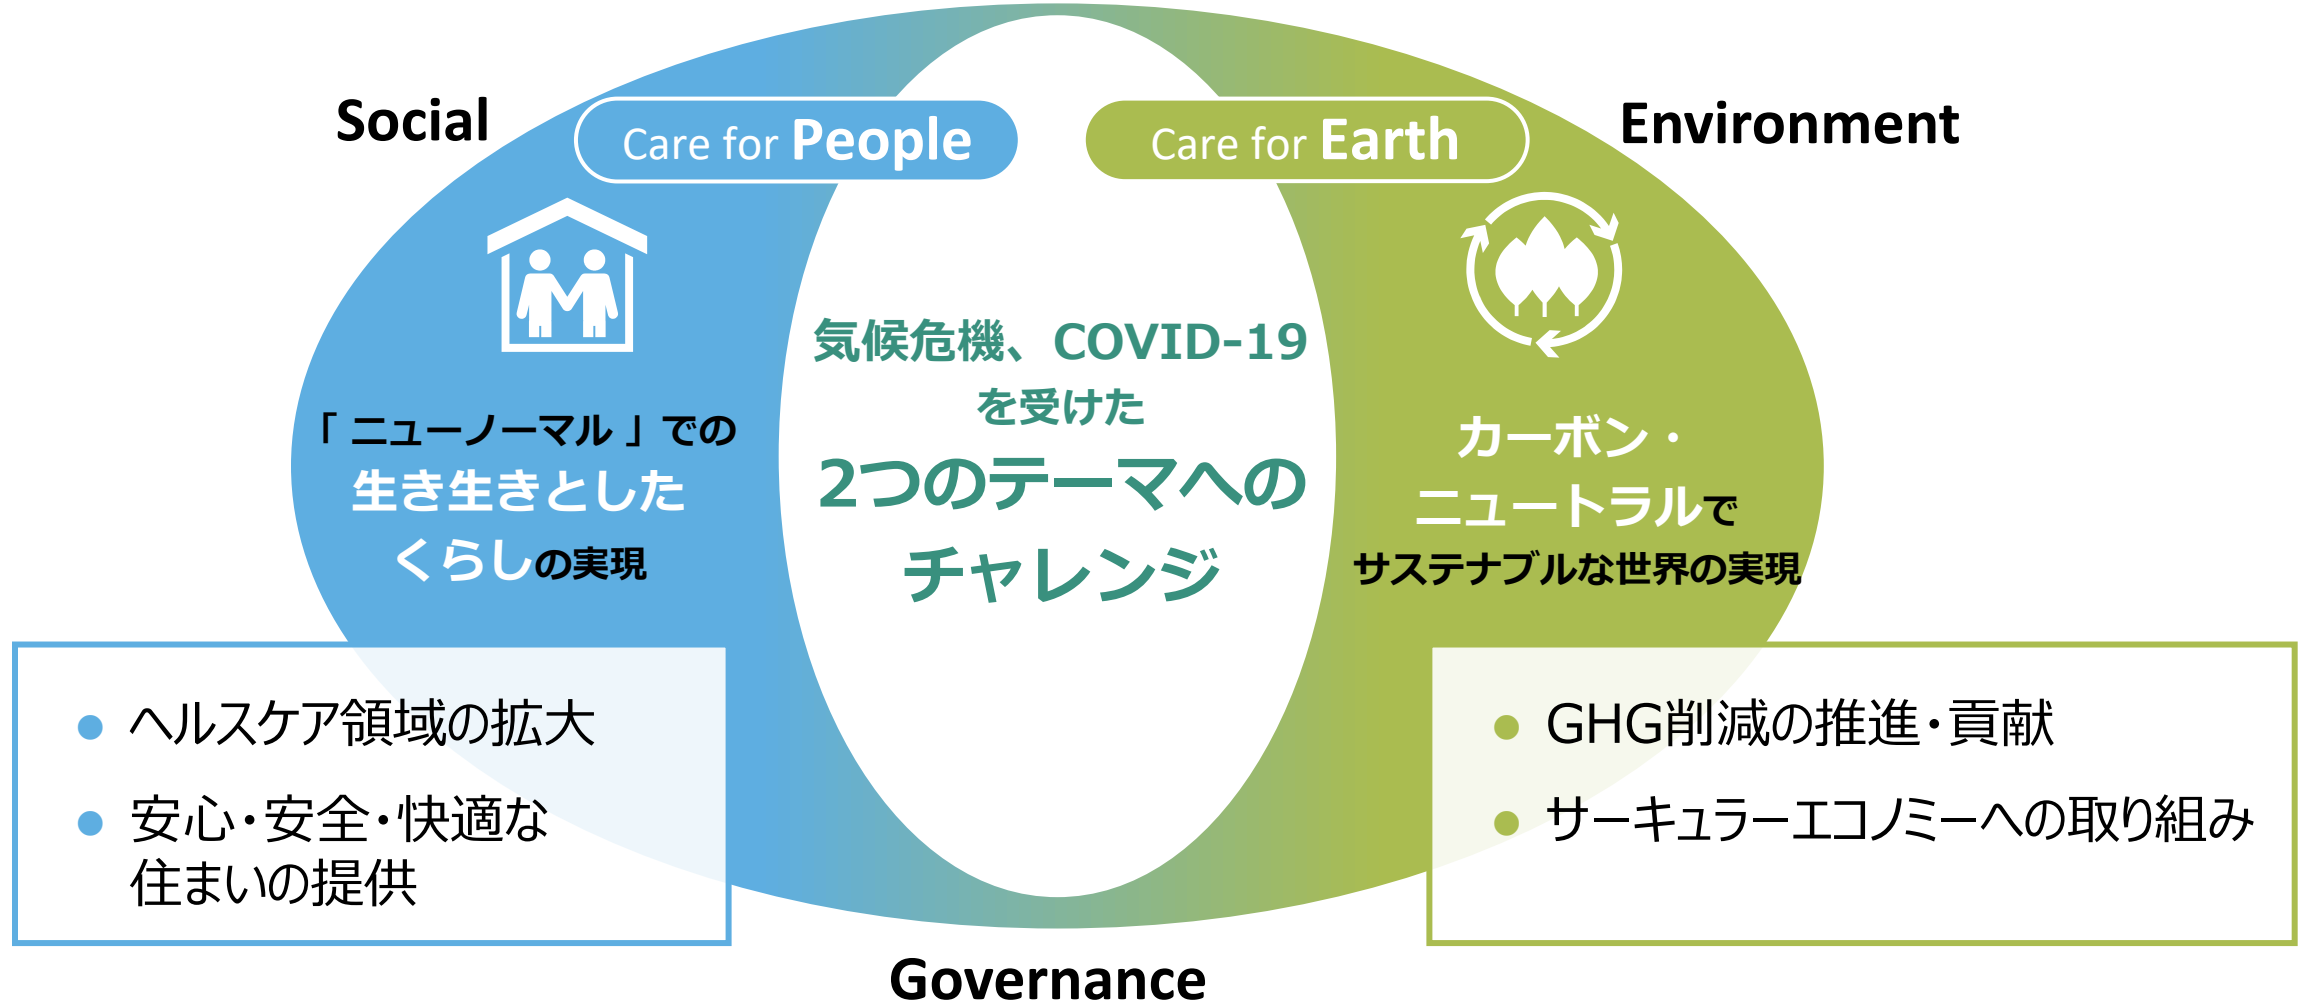 Social
Care for People
「 ニューノーマル 」での
生き生きとした
くらしの実現
ヘルスケア領域の拡大
安心・安全・快適な
住まいの提供
気候危機、COVID-19
を受けた
2つのテーマへの
チャレンジ
Care for Earth
Environment
カーボン・
ニュートラルで
サステナブルな世界の実現
GHG削減の推進・貢献
サーキュラーエコノミーへの取り組み
Governance